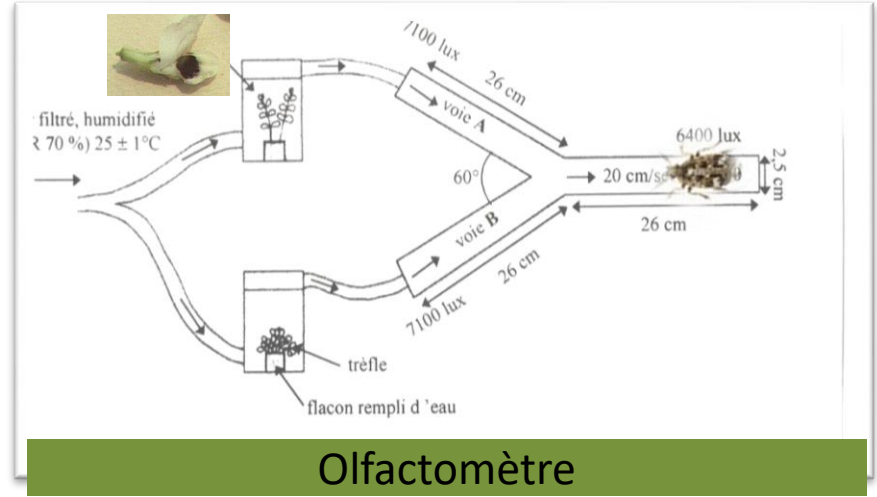 7100 lux
26 cm
voie A
filtré, humidifié
70 %) 25 ± 1°C
6400 lux
60°
20 cm/se
2,5 cm
26 cm
voie B
26 cm
7100 lux
trèfle
flacon rempli d 'eau
Olfactomètre